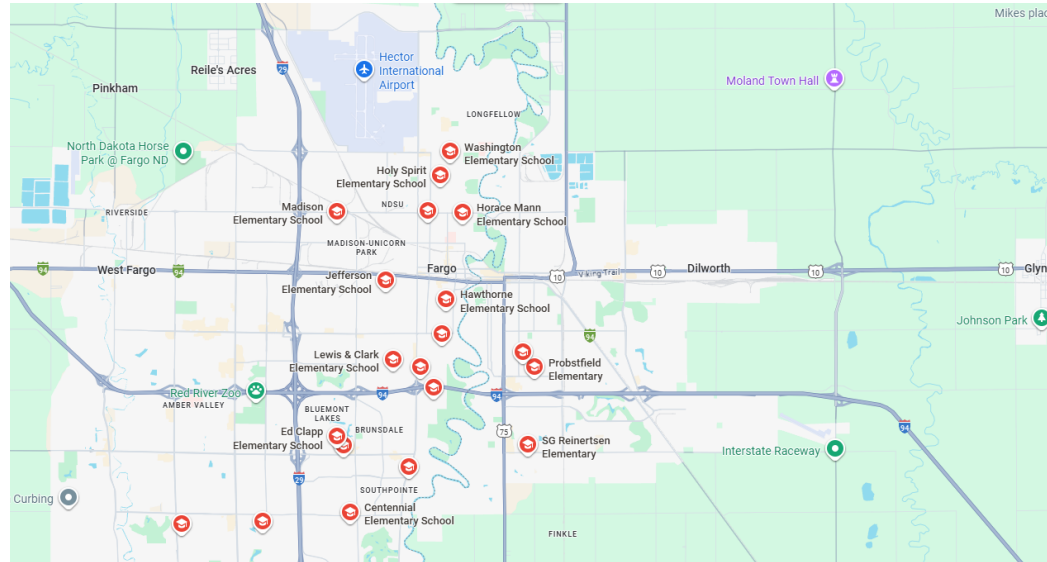 Mikes plac
Hector
International
Airport
29
Reile's Acres
Pinkham
Moland Town Hall
LONGFELLOW
North Dakota Horse
Park @ Fargo ND
Washington
Elementary School
Holy Spirit
Elementary School
RIVERSIDE
Madison
Elementary School
NDSU
Horace Mann
Elementary School
MADISON-UNICORN
PARK
94
West Fargo
94
Jefferson
Elementary School
Fargo
10
Viking Trail
10
Dilworth
10
10
Glyn
Hawthorne
Elementary School
Johnson Park
94
Lewis & Clark
Elementary School
Probstfield
Elementary
Red River Zoo
94
94
AMBER VALLEY
BLUEMONT
LAKES
BRUNSDALE
94
Ed Clapp
Elementary School
75
SG Reinertsen
Elementary
Interstate Raceway
29
SOUTHPOINTE
Curbing
Centennial
Elementary School
FINKLE